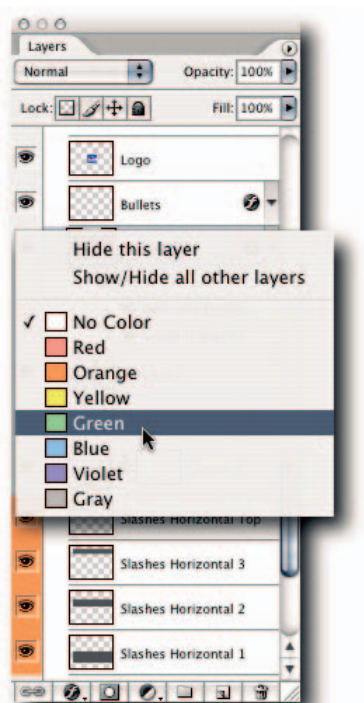 Layers
Normal Opacity: 100%
Lock: Fill: 100%
Logo
Bullets
Hide this layer
Show/Hide all other layers
✓ No Color
Red
Orange
Yellow
Green
Blue
Violet
Gray
Slashes Horizontal Top
Slashes Horizontal 3
Slashes Horizontal 2
Slashes Horizontal 1